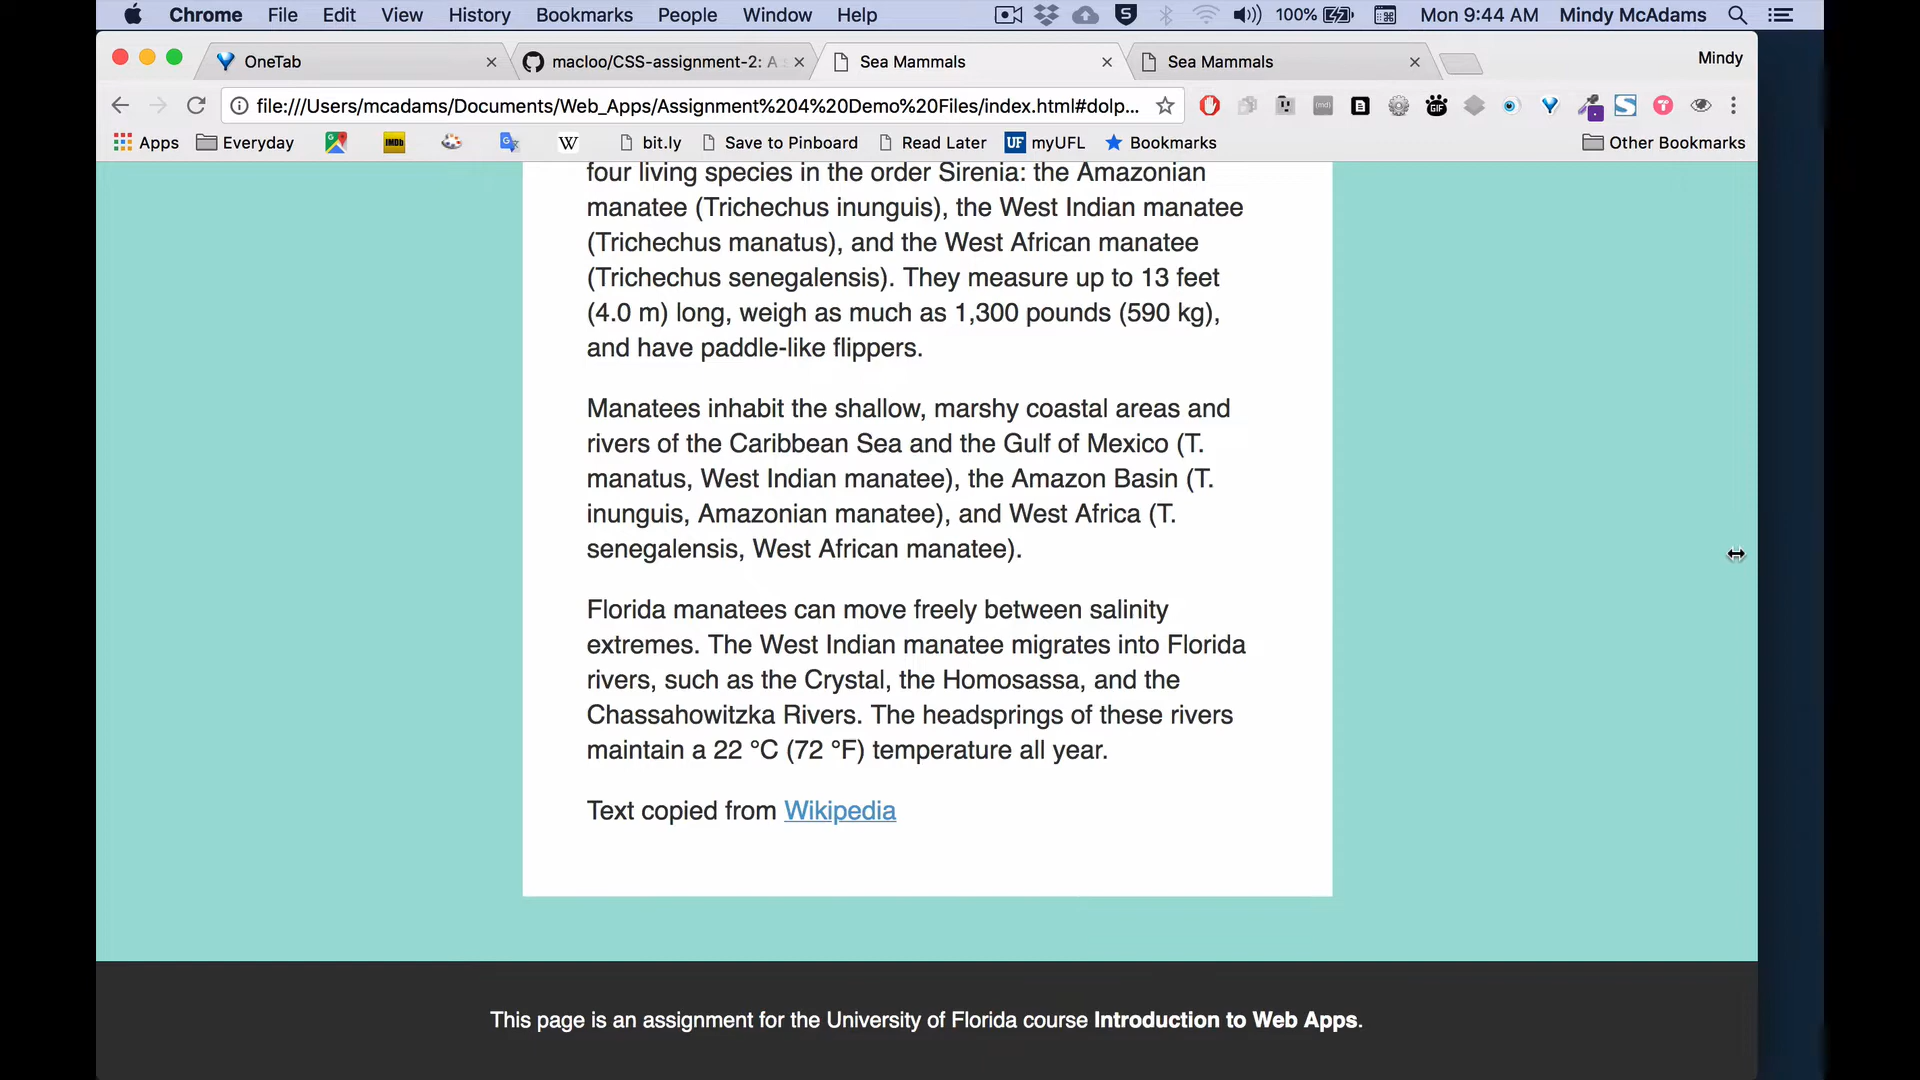 Chrome File Edit View History Bookmarks People Window Help 100% Mon 9:44 AM Mindy McAdams
OneTab macloo/CSS-assignment-2: A Sea Mammals Sea Mammals Mindy
file:///Users/mcadams/Documents/Web_Apps/Assignment%204%20Demo%20Files/index.html#dolp...
Apps Everyday IMDb W bit.ly Save to Pinboard Read Later UF myUFL Bookmarks Other Bookmarks
four living species in the order Sirenia: the Amazonian
manatee (Trichechus inunguis), the West Indian manatee
(Trichechus manatus), and the West African manatee
(Trichechus senegalensis). They measure up to 13 feet
(4.0 m) long, weigh as much as 1,300 pounds (590 kg),
and have paddle-like flippers.
Manatees inhabit the shallow, marshy coastal areas and
rivers of the Caribbean Sea and the Gulf of Mexico (T.
manatus, West Indian manatee), the Amazon Basin (T.
inunguis, Amazonian manatee), and West Africa (T.
senegalensis, West African manatee).
Florida manatees can move freely between salinity
extremes. The West Indian manatee migrates into Florida
rivers, such as the Crystal, the Homosassa, and the
Chassahowitzka Rivers. The headsprings of these rivers
maintain a 22 °C (72 °F) temperature all year.
Text copied from Wikipedia
This page is an assignment for the University of Florida course Introduction to Web Apps.